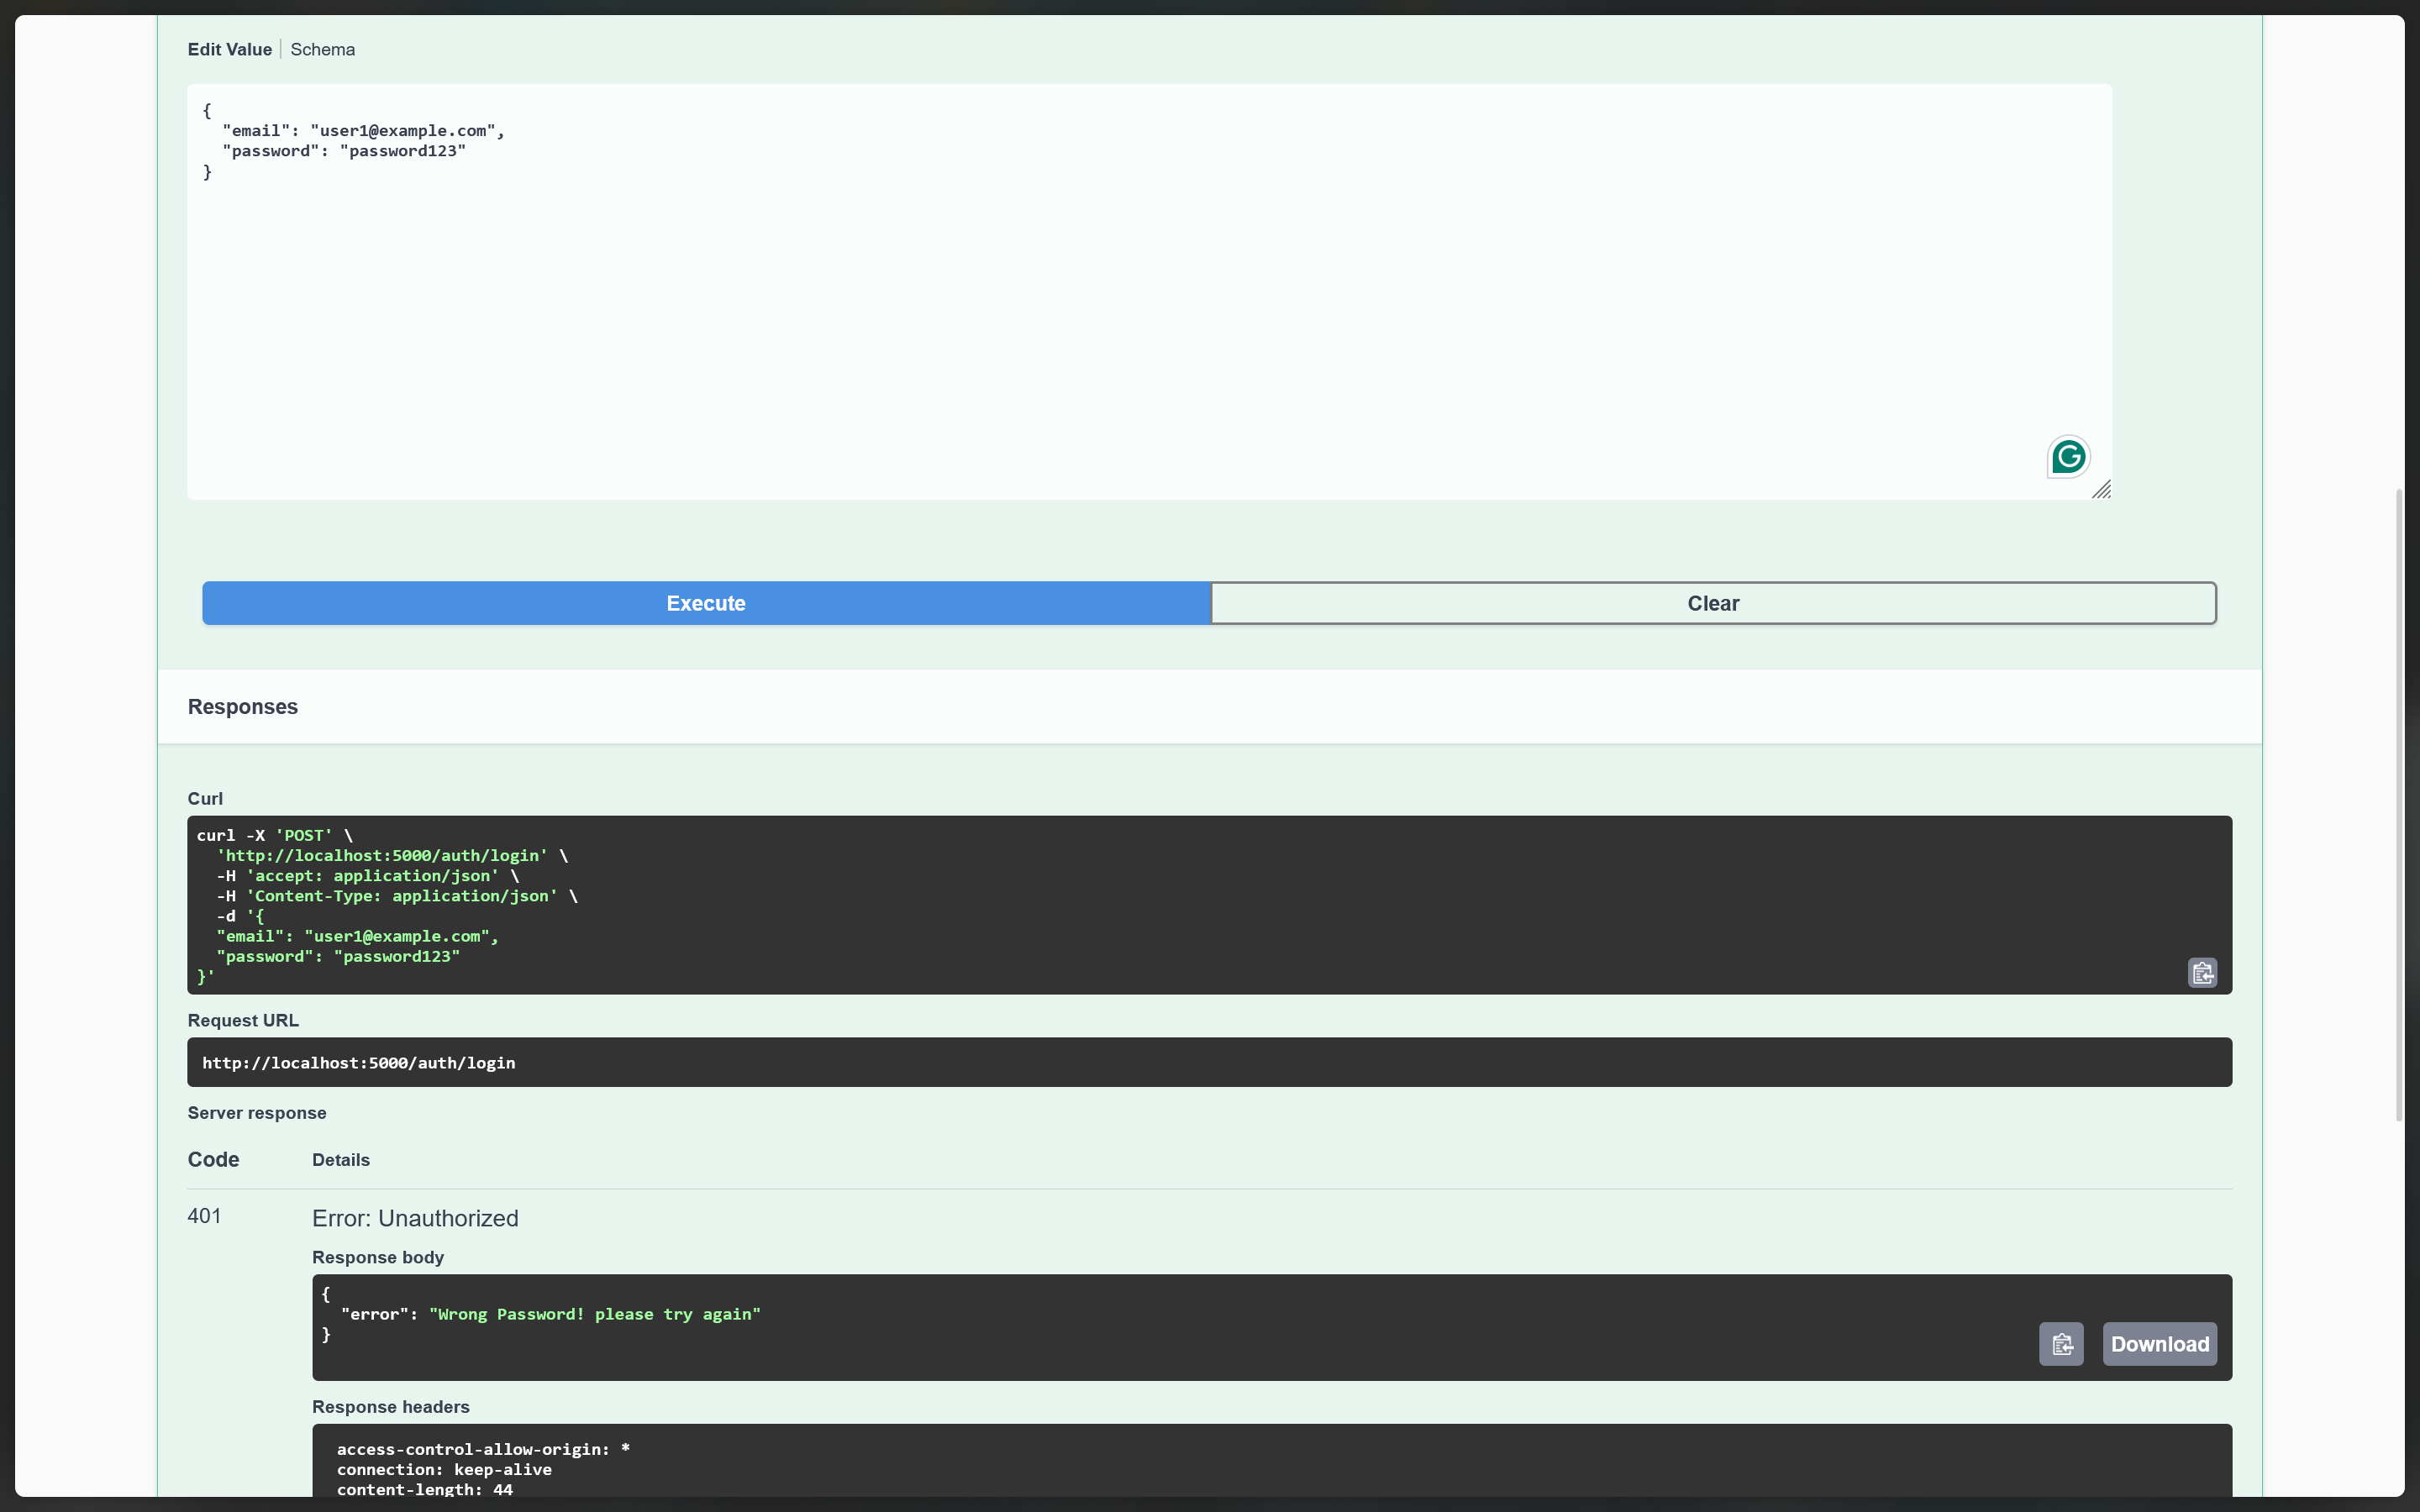 Edit Value | Schema
{
  "email": "user1@example.com",
  "password": "password123"
}
Execute
Clear
Responses
Curl
curl -X 'POST' \
  'http://localhost:5000/auth/login' \
  -H 'accept: application/json' \
  -H 'Content-Type: application/json' \
  -d '{
  "email": "user1@example.com",
  "password": "password123"
}'
Request URL
http://localhost:5000/auth/login
Server response
Code Details
401 Error: Unauthorized
Response body
{
  "error": "Wrong Password! please try again"
}
Download
Response headers
access-control-allow-origin: *
connection: keep-alive
content-length: 44